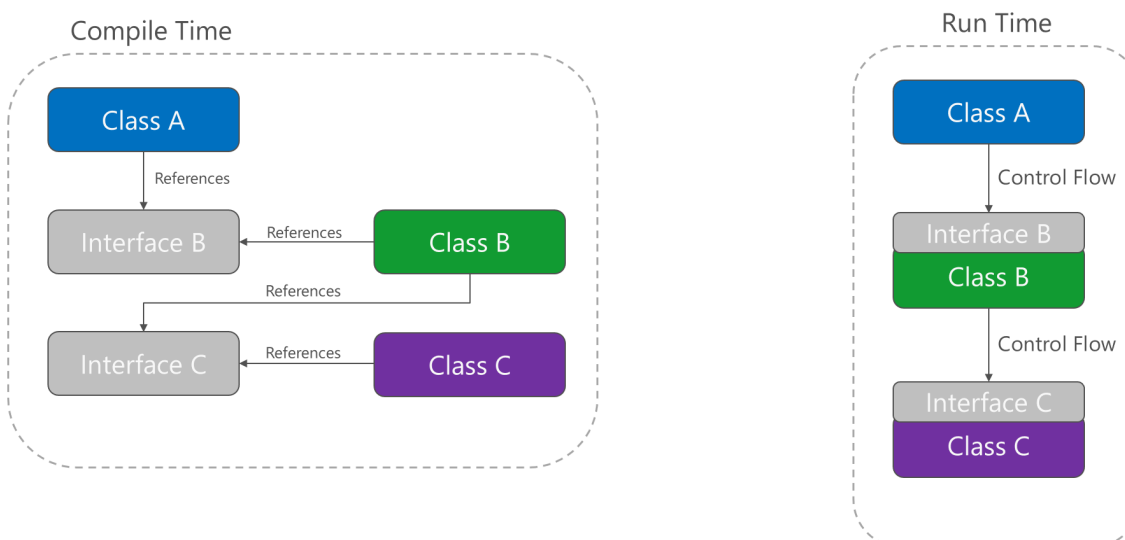 Compile Time
Class A
References
Interface B
References
Class B
References
Interface C
References
Class C
Run Time
Class A
Control Flow
Interface B
Class B
Control Flow
Interface C
Class C